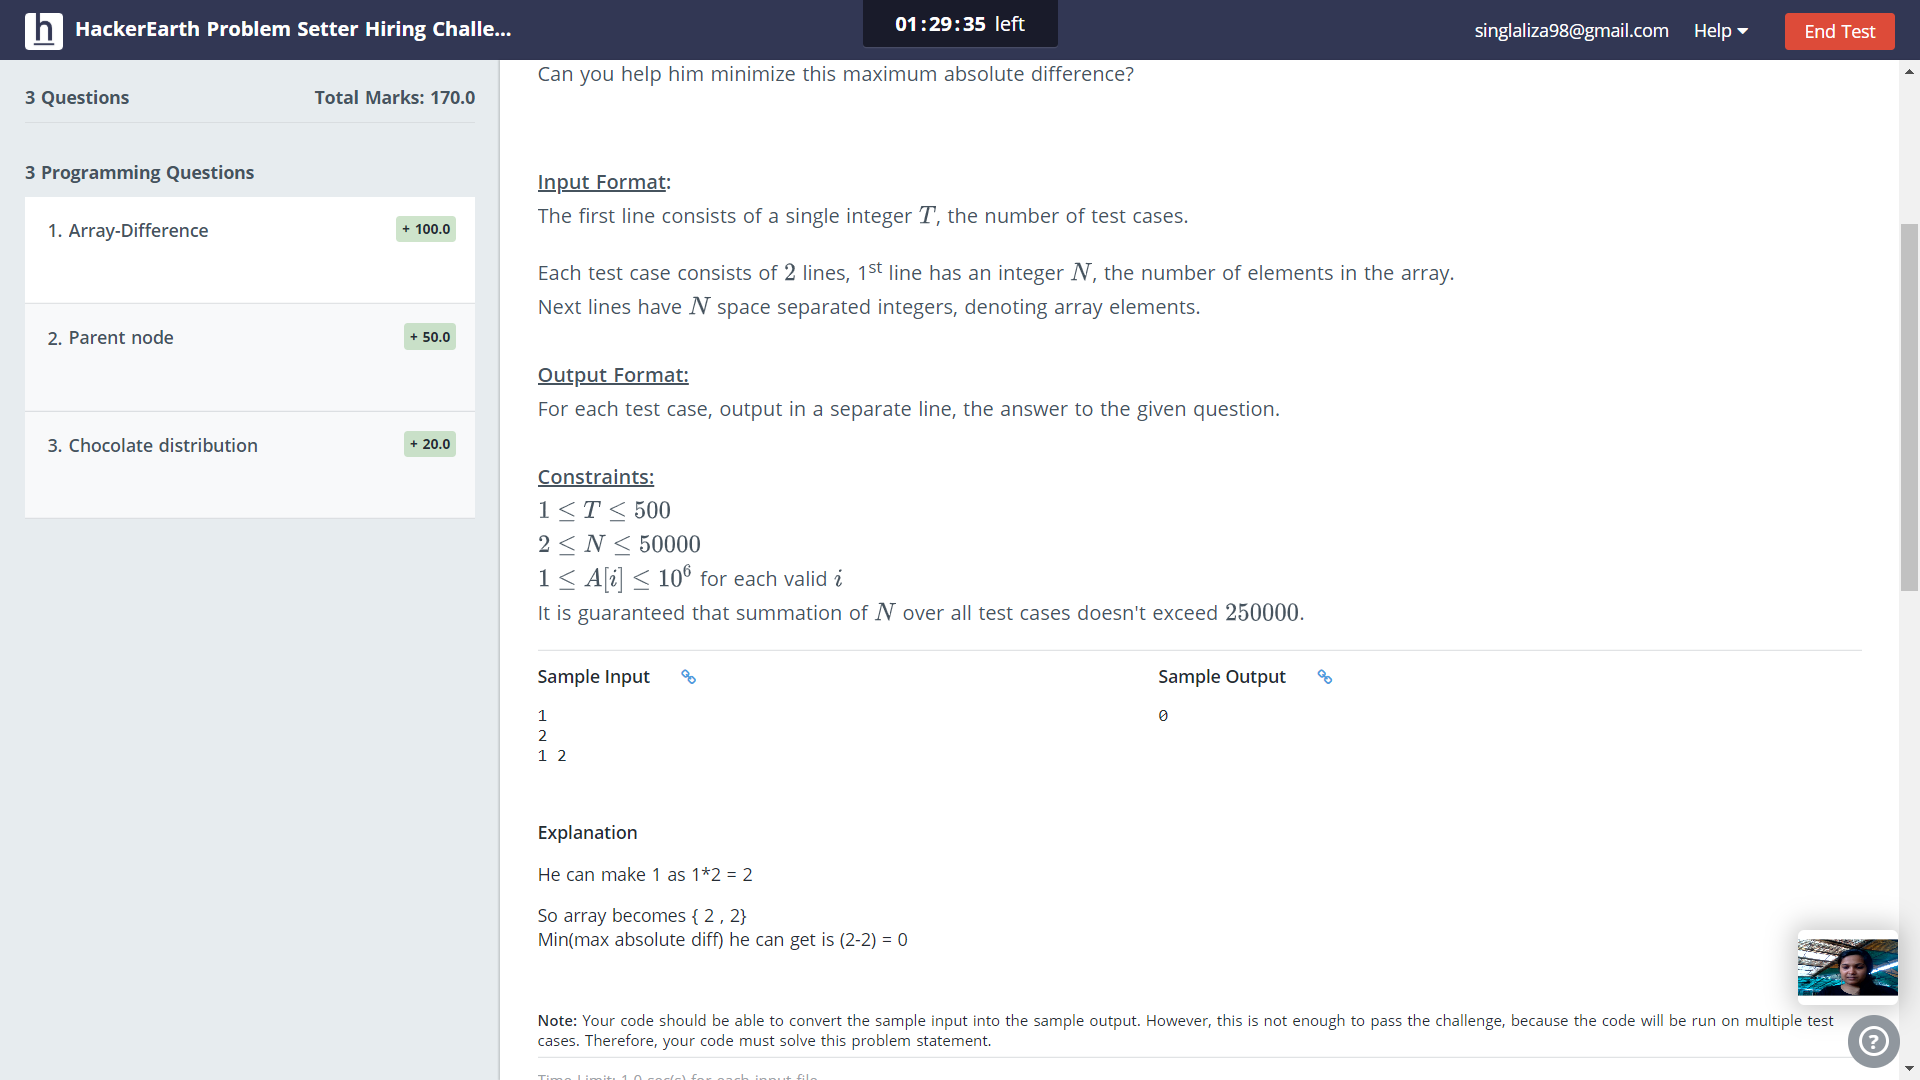 HackerEarth Problem Setter Hiring Challe...
01:29:35 left
singlaliza98@gmail.com
Help
End Test
3 Questions
Total Marks: 170.0
3 Programming Questions
1. Array-Difference
+ 100.0
2. Parent node
+ 50.0
3. Chocolate distribution
+ 20.0
Can you help him minimize this maximum absolute difference?
Input Format:
The first line consists of a single integer T, the number of test cases.
Each test case consists of 2 lines, 1st line has an integer N, the number of elements in the array.
Next lines have N space separated integers, denoting array elements.
Output Format:
For each test case, output in a separate line, the answer to the given question.
Constraints:
1 ≤ T ≤ 500
2 ≤ N ≤ 50000
1 ≤ A[i] ≤ 10⁶ for each valid i
It is guaranteed that summation of N over all test cases doesn't exceed 250000.
Sample Input
1
2
1 2
Sample Output
0
Explanation
He can make 1 as 1*2 = 2
So array becomes { 2 , 2}
Min(max absolute diff) he can get is (2-2) = 0
Note: Your code should be able to convert the sample input into the sample output. However, this is not enough to pass the challenge, because the code will be run on multiple test
cases. Therefore, your code must solve this problem statement.
Time Limit: 1.0 sec(s) for each input file